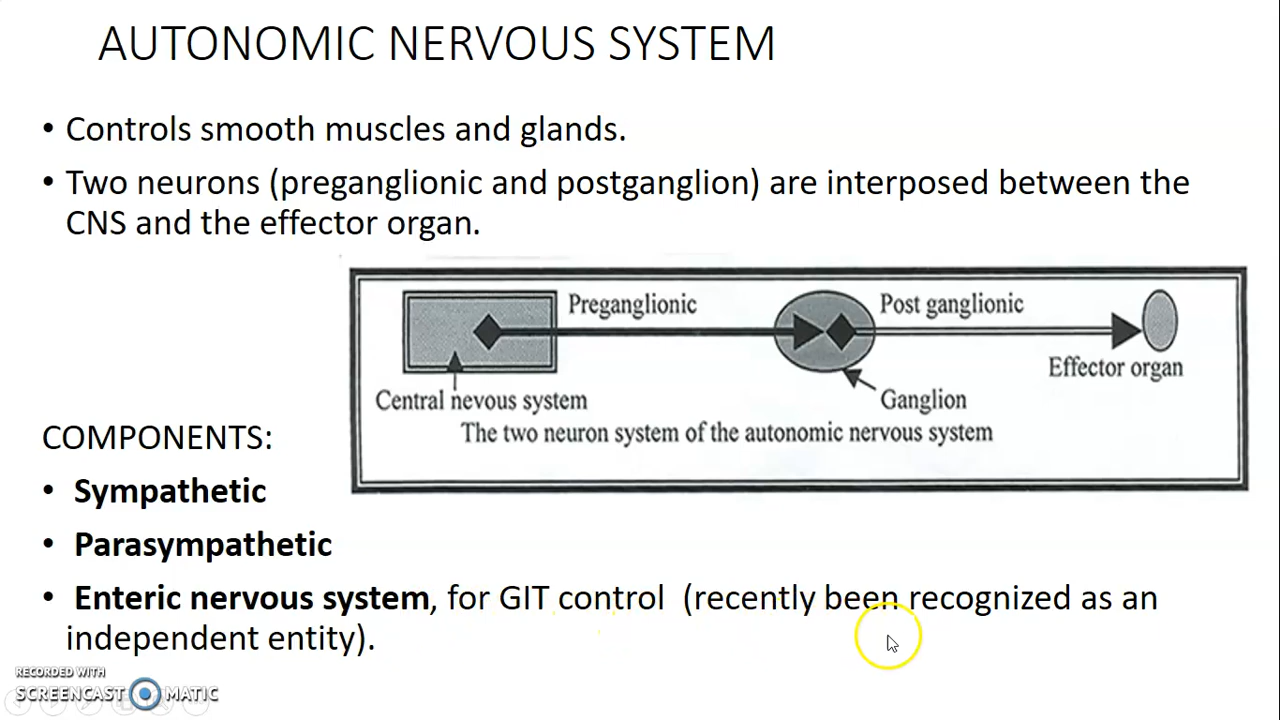 AUTONOMIC NERVOUS SYSTEM
• Controls smooth muscles and glands.
• Two neurons (preganglionic and postganglion) are interposed between the
CNS and the effector organ.
Preganglionic
Post ganglionic
Effector organ
Central nevous system
Ganglion
The two neuron system of the autonomic nervous system
COMPONENTS:
• Sympathetic
• Parasympathetic
• Enteric nervous system, for GIT control (recently been recognized as an
independent entity).
RECORDED WITH
SCREENCAST MATIC